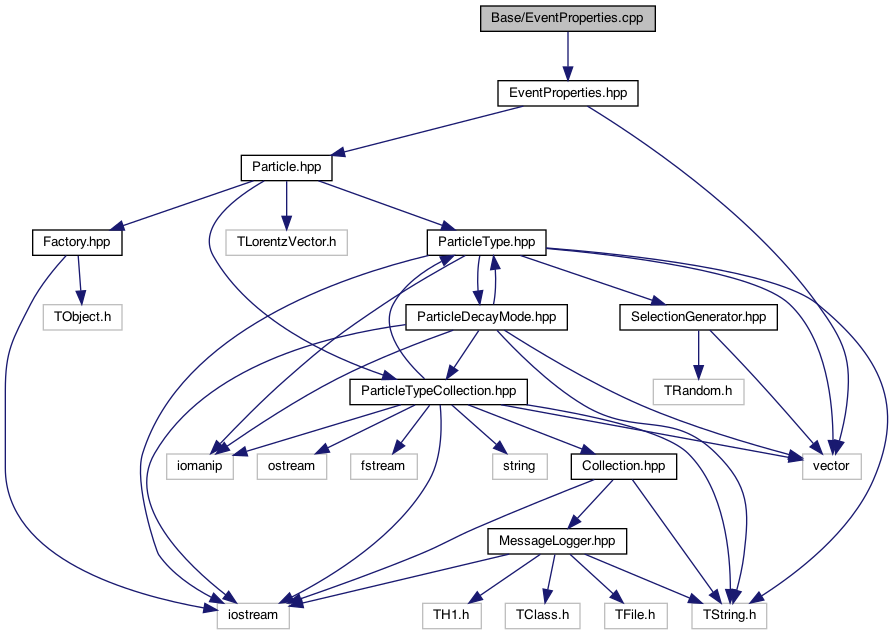 Base/EventProperties.cpp
EventProperties.hpp
Particle.hpp
Factory.hpp
TLorentzVector.h
ParticleType.hpp
TObject.h
ParticleDecayMode.hpp
SelectionGenerator.hpp
ParticleTypeCollection.hpp
TRandom.h
iomanip
ostream
fstream
string
Collection.hpp
vector
MessageLogger.hpp
iostream
TH1.h
TClass.h
TFile.h
TString.h